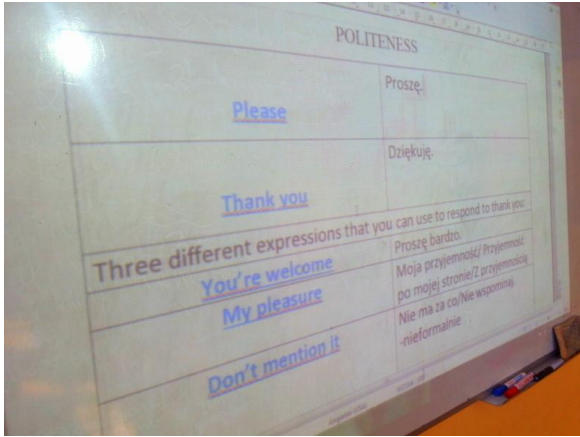 POLITENESS
Please
Proszę.
Thank you
Dziękuję.
Three different expressions that you can use to respond to thank you:
You're welcome
Proszę bardzo.
My pleasure
Moja przyjemność/ Przyjemność
po mojej stronie/Z przyjemnością
Don't mention it
Nie ma za co/Nie wspominaj.
-nieformalnie